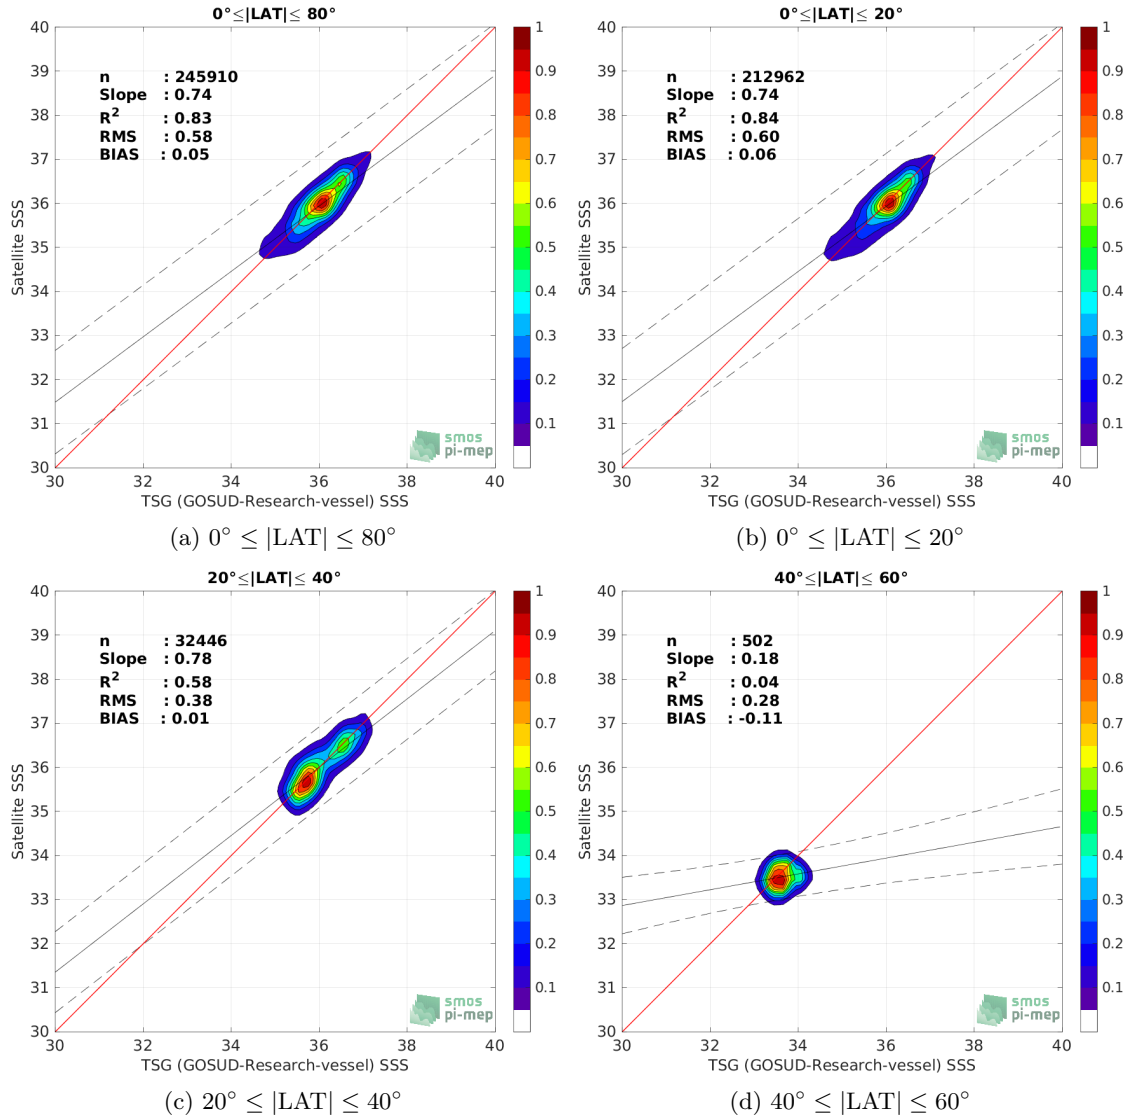 0°≤|LAT|≤ 80°
40
39
38
37
36
35
34
33
32
31
30
Satellite SSS
n : 245910
Slope : 0.74
R² : 0.83
RMS : 0.58
BIAS : 0.05
smos
pi-mep
30 32 34 36 38 40
TSG (GOSUD-Research-vessel) SSS
1
0.9
0.8
0.7
0.6
0.5
0.4
0.3
0.2
0.1
(a) 0° ≤ |LAT| ≤ 80°
0°≤|LAT|≤ 20°
40
39
38
37
36
35
34
33
32
31
30
Satellite SSS
n : 212962
Slope : 0.74
R² : 0.84
RMS : 0.60
BIAS : 0.06
smos
pi-mep
30 32 34 36 38 40
TSG (GOSUD-Research-vessel) SSS
1
0.9
0.8
0.7
0.6
0.5
0.4
0.3
0.2
0.1
(b) 0° ≤ |LAT| ≤ 20°
20°≤|LAT|≤ 40°
40
39
38
37
36
35
34
33
32
31
30
Satellite SSS
n : 32446
Slope : 0.78
R² : 0.58
RMS : 0.38
BIAS : 0.01
smos
pi-mep
30 32 34 36 38 40
TSG (GOSUD-Research-vessel) SSS
1
0.9
0.8
0.7
0.6
0.5
0.4
0.3
0.2
0.1
(c) 20° ≤ |LAT| ≤ 40°
40°≤|LAT|≤ 60°
40
39
38
37
36
35
34
33
32
31
30
Satellite SSS
n : 502
Slope : 0.18
R² : 0.04
RMS : 0.28
BIAS : -0.11
smos
pi-mep
30 32 34 36 38 40
TSG (GOSUD-Research-vessel) SSS
1
0.9
0.8
0.7
0.6
0.5
0.4
0.3
0.2
0.1
(d) 40° ≤ |LAT| ≤ 60°